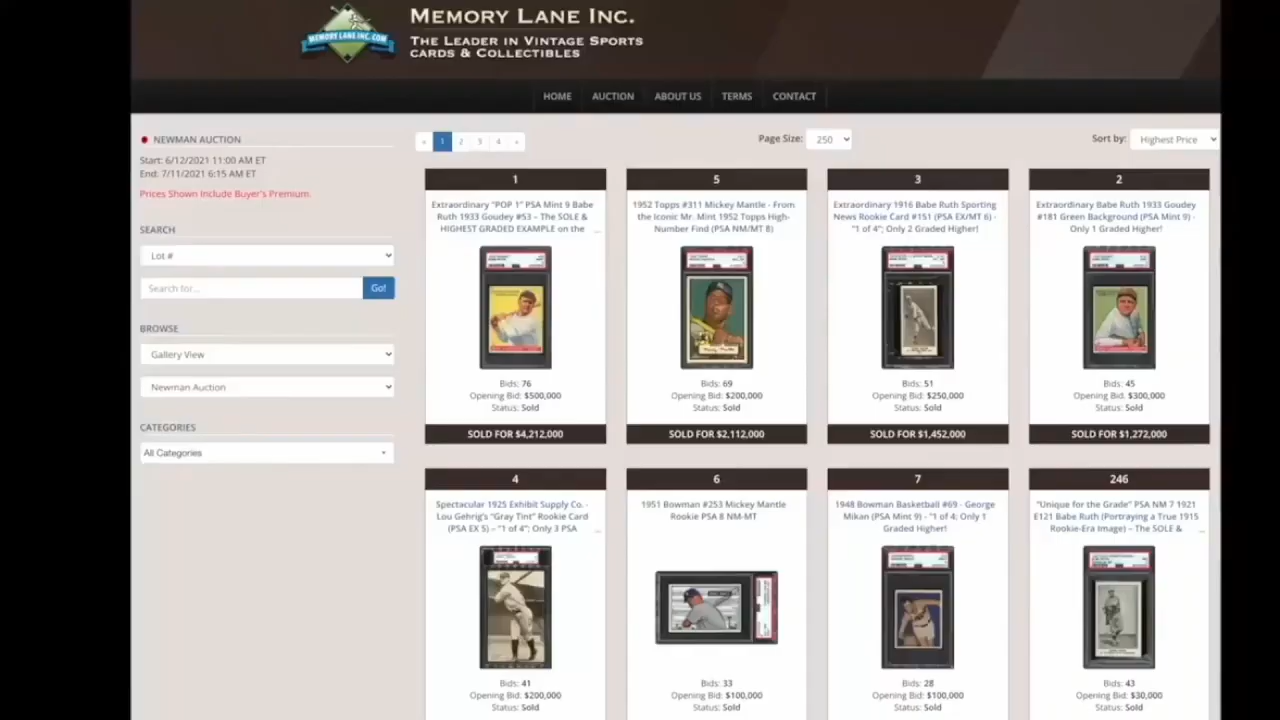 MEMORY LANE INC.
THE LEADER IN VINTAGE SPORTS
CARDS & COLLECTIBLES
MEMORY LANE INC.COM
HOME AUCTION ABOUT US TERMS CONTACT
NEWMAN AUCTION
Start: 6/12/2021 11:00 AM ET
End: 7/11/2021 6:15 AM ET
Prices Shown Include Buyer's Premium.
SEARCH
Lot #
Search for...
Go!
BROWSE
Gallery View
Newman Auction
CATEGORIES
All Categories
« 1 2 3 4 »
Page Size: 250
Sort by: Highest Price
1
Extraordinary "POP 1" PSA Mint 9 Babe
Ruth 1933 Goudey #53 – The SOLE &
HIGHEST GRADED EXAMPLE on the ...
Bids: 76
Opening Bid: $500,000
Status: Sold
SOLD FOR $4,212,000
5
1952 Topps #311 Mickey Mantle - From
the Iconic Mr. Mint 1952 Topps High-
Number Find (PSA NM/MT 8)
Bids: 69
Opening Bid: $200,000
Status: Sold
SOLD FOR $2,112,000
3
Extraordinary 1916 Babe Ruth Sporting
News Rookie Card #151 (PSA EX/MT 6) -
"1 of 4"; Only 2 Graded Higher!
Bids: 51
Opening Bid: $250,000
Status: Sold
SOLD FOR $1,452,000
2
Extraordinary Babe Ruth 1933 Goudey
#181 Green Background (PSA Mint 9) -
Only 1 Graded Higher!
Bids: 45
Opening Bid: $300,000
Status: Sold
SOLD FOR $1,272,000
4
Spectacular 1925 Exhibit Supply Co. -
Lou Gehrig's "Gray Tint" Rookie Card
(PSA EX 5) – "1 of 4"; Only 3 PSA ...
Bids: 41
Opening Bid: $200,000
Status: Sold
6
1951 Bowman #253 Mickey Mantle
Rookie PSA 8 NM-MT
Bids: 33
Opening Bid: $100,000
Status: Sold
7
1948 Bowman Basketball #69 - George
Mikan (PSA Mint 9) - "1 of 4; Only 1
Graded Higher!
Bids: 28
Opening Bid: $100,000
Status: Sold
246
"Unique for the Grade" PSA NM 7 1921
E121 Babe Ruth (Portraying a True 1915
Rookie-Era Image) – The SOLE & ...
Bids: 43
Opening Bid: $30,000
Status: Sold